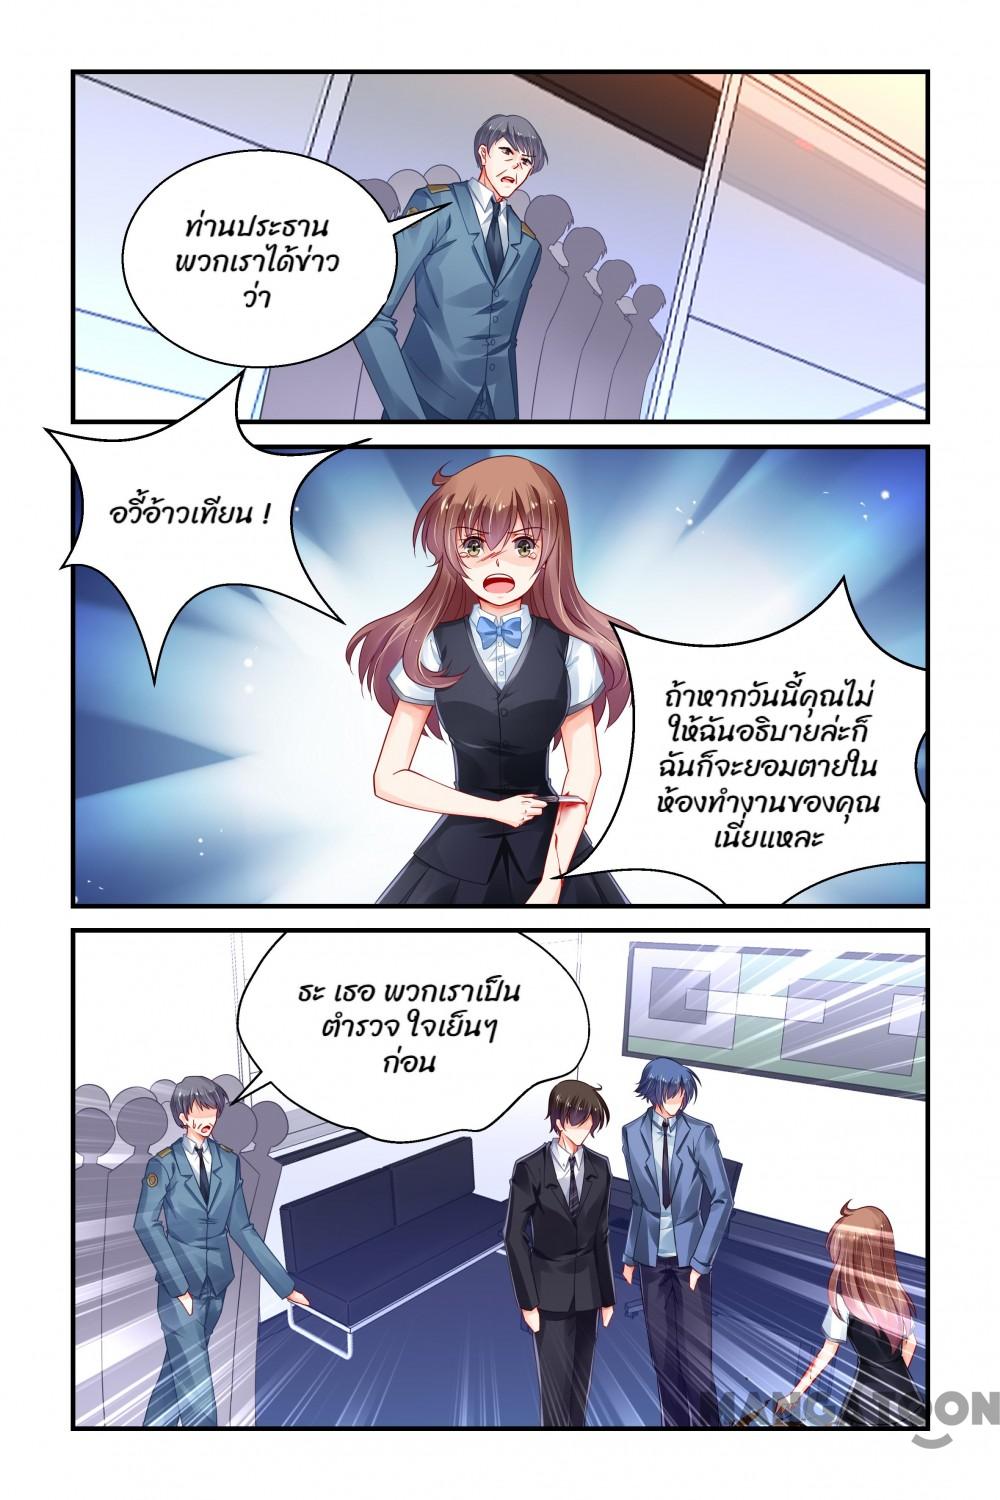 ท่านประธาน
พวกเราได้ข่าว
ว่า
อวี้อ้าวเทียน !
ถ้าหากวันนี้คุณไม่
ให้ฉันอธิบายล่ะก็
ฉันก็จะยอมตายใน
ห้องทำงานของคุณ
เนี่ยแหละ
ธะ เธอ พวกเราเป็น
ตำรวจ ใจเย็นๆ
ก่อน
MANGATOON